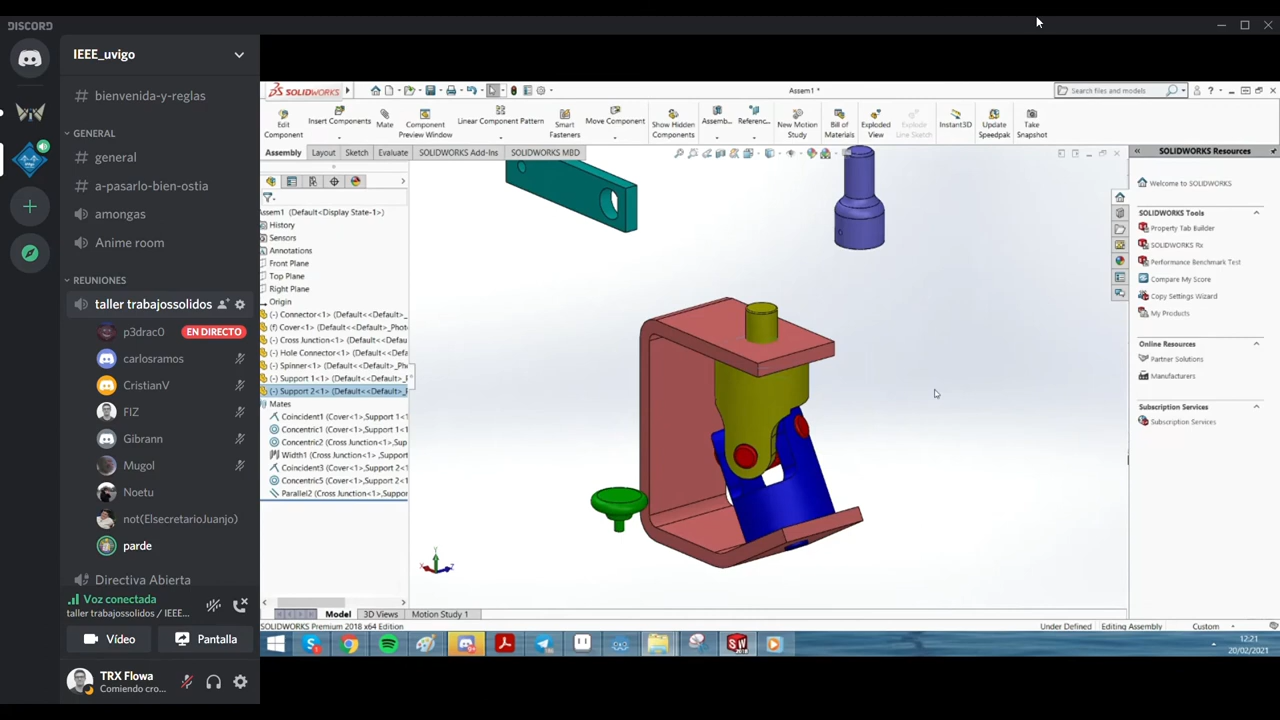 DISCORD
IEEE_uvigo
bienvenida-y-reglas
GENERAL
general
a-pasarlo-bien-ostia
amongas
Anime room
REUNIONES
taller trabajossolidos
p3drac0 EN DIRECTO
carlosramos
CristianV
FIZ
Gibrann
Mugol
Noetu
not(ElsecretarioJuanjo)
parde
Directiva Abierta
Voz conectada
taller trabajossolidos / IEEE...
Vídeo
Pantalla
TRX Flowa
Comiendo cro...
SOLIDWORKS
Assem1 *
Search files and models
Edit Component
Insert Components
Mate
Component Preview Window
Linear Component Pattern
Smart Fasteners
Move Component
Show Hidden Components
Assemb...
Referenc...
New Motion Study
Bill of Materials
Exploded View
Explode Line Sketch
Instant3D
Update Speedpak
Take Snapshot
Assembly Layout Sketch Evaluate SOLIDWORKS Add-Ins SOLIDWORKS MBD
Assem1 (Default<Display State-1>)
History
Sensors
Annotations
Front Plane
Top Plane
Right Plane
Origin
(-) Connector<1> (Default<<Default>_Phot
(f) Cover<1> (Default<<Default>_Photo
(-) Cross Junction<1> (Default<<Defau
(-) Hole Connector<1> (Default<<Defa
(-) Spinner<1> (Default<<Default>_Ph
(-) Support 1<1> (Default<<Default>_F
(-) Support 2<1> (Default<<Default>_F
Mates
Coincident1 (Cover<1>,Support 1<1
Concentric1 (Cover<1>,Support 1<1
Concentric2 (Cross Junction<1>,Sup
Width1 (Cross Junction<1>,Support
Coincident3 (Cover<1>,Support 2<1
Concentric5 (Cover<1>,Support 2<1
Parallel2 (Cross Junction<1>,Suppor
Y
X
Z
Model 3D Views Motion Study 1
SOLIDWORKS Premium 2018 x64 Edition
Under Defined Editing Assembly Custom
SOLIDWORKS Resources
Welcome to SOLIDWORKS
SOLIDWORKS Tools
Property Tab Builder
SOLIDWORKS Rx
Performance Benchmark Test
Compare My Score
Copy Settings Wizard
My Products
Online Resources
Partner Solutions
Manufacturers
Subscription Services
Subscription Services
12:21
20/02/2021